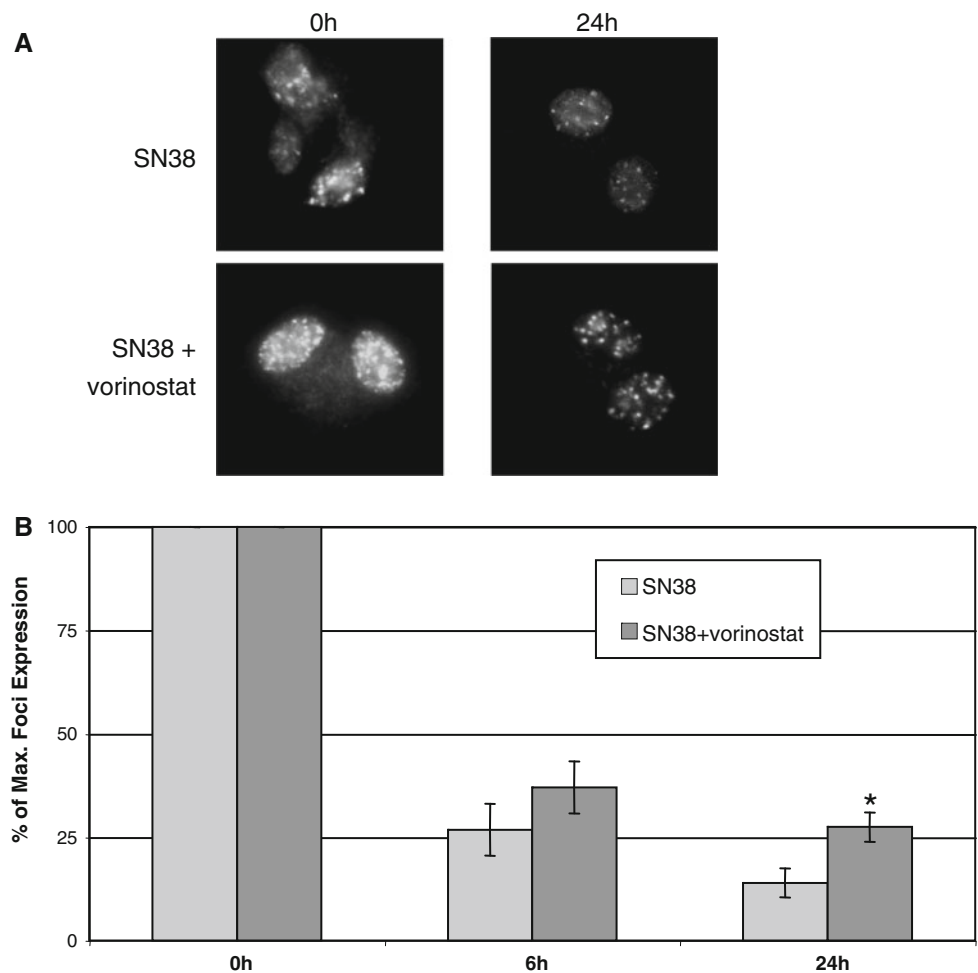 A
0h
24h
SN38
SN38 +
vorinostat
B
% of Max. Foci Expression
100
75
50
25
0
SN38
SN38+vorinostat
*
0h
6h
24h